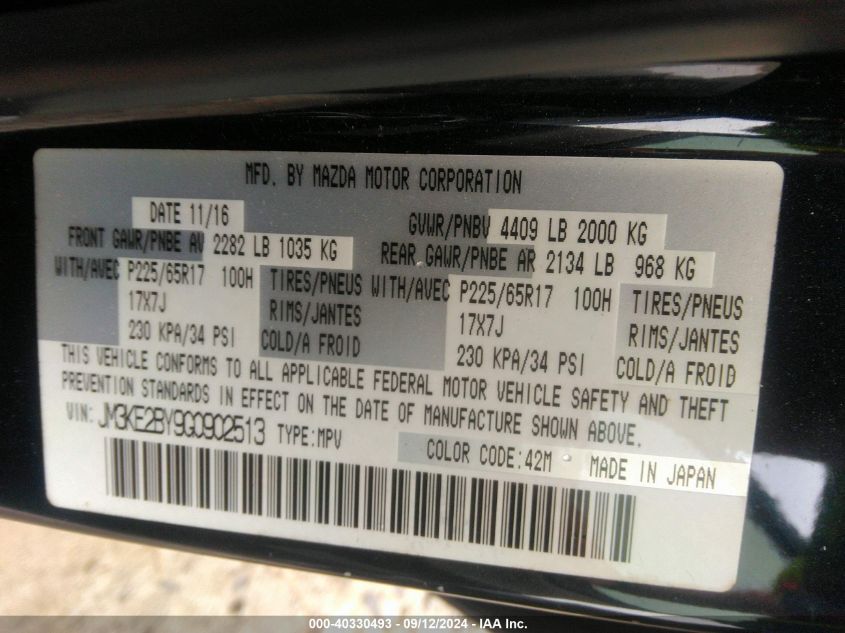 MFD. BY MAZDA MOTOR CORPORATION
DATE 11/16 GVWR/PNBV 4409 LB 2000 KG
FRONT GAWR/PNBE AV 2282 LB 1035 KG REAR GAWR/PNBE AR 2134 LB 968 KG
WITH/AVEC P225/65R17 100H TIRES/PNEUS WITH/AVEC P225/65R17 100H TIRES/PNEUS
17X7J RIMS/JANTES 17X7J RIMS/JANTES
230 KPA/34 PSI COLD/A FROID 230 KPA/34 PSI COLD/A FROID
THIS VEHICLE CONFORMS TO ALL APPLICABLE FEDERAL MOTOR VEHICLE SAFETY AND THEFT
PREVENTION STANDARDS IN EFFECT ON THE DATE OF MANUFACTURE SHOWN ABOVE.
VIN: JM3KE2BY9G0902513 TYPE:MPV
COLOR CODE:42M MADE IN JAPAN
000-40330493 - 09/12/2024 - IAA Inc.